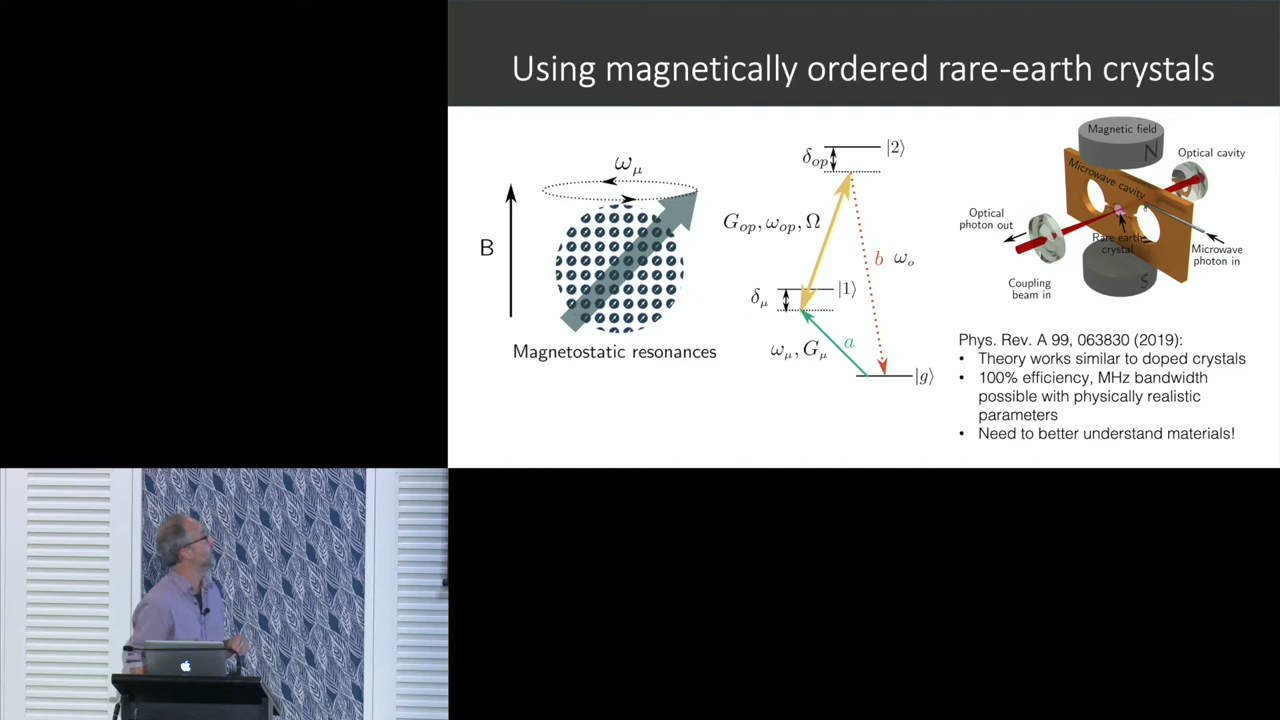 Using magnetically ordered rare-earth crystals
ω_μ
B
Magnetostatic resonances
δ_op
|2⟩
G_op, ω_op, Ω
b ω_o
δ_μ
|1⟩
ω_μ, G_μ
a
|g⟩
Magnetic field
N
Optical cavity
Microwave cavity
Optical
photon out
Rare earth
crystal
Microwave
photon in
S
Coupling
beam in
Phys. Rev. A 99, 063830 (2019):
• Theory works similar to doped crystals
• 100% efficiency, MHz bandwidth
possible with physically realistic
parameters
• Need to better understand materials!